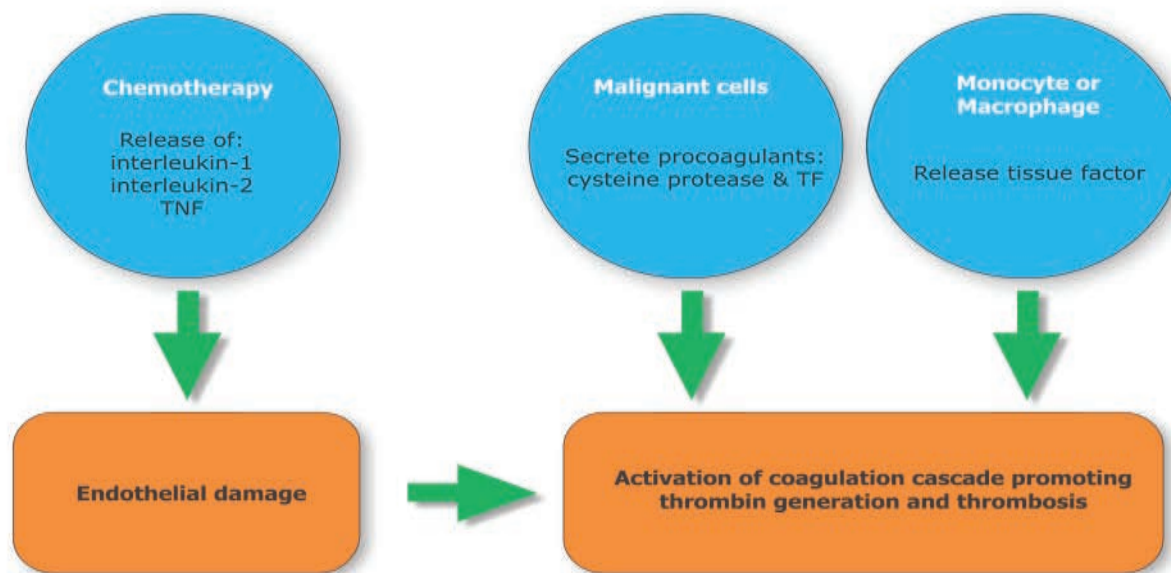 Chemotherapy
Release of:
interleukin-1
interleukin-2
TNF
Malignant cells
Secrete procoagulants:
cysteine protease & TF
Monocyte or
Macrophage
Release tissue factor
Endothelial damage
Activation of coagulation cascade promoting
thrombin generation and thrombosis